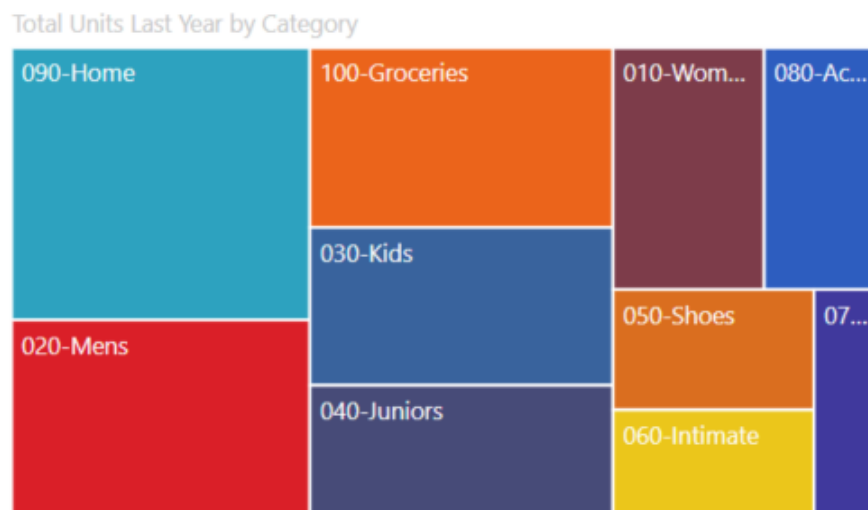 Total Units Last Year by Category
090-Home
100-Groceries
010-Wom...
080-Ac...
030-Kids
050-Shoes
07...
020-Mens
040-Juniors
060-Intimate